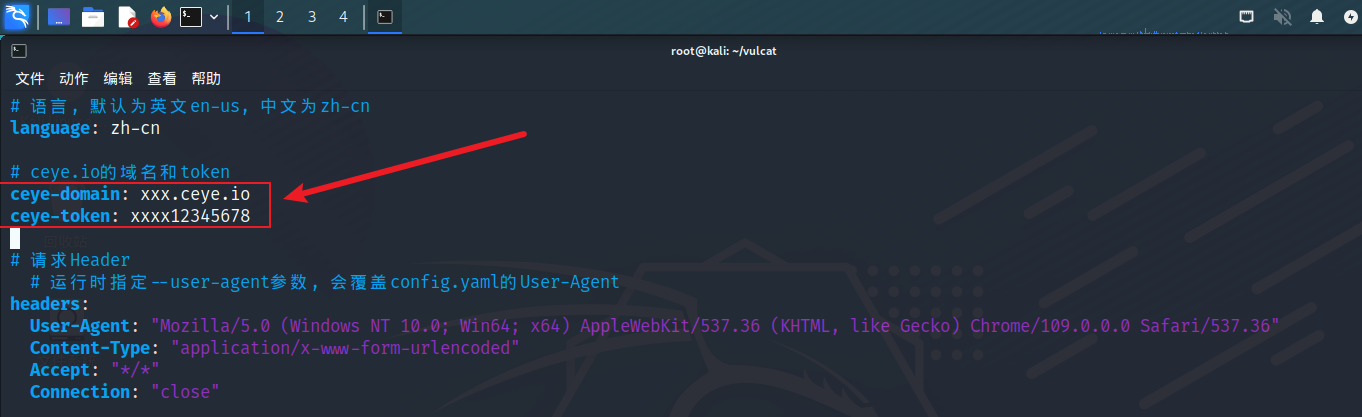 1 2 3 4
root@kali: ~/vulcat
文件 动作 编辑 查看 帮助
# 语言, 默认为英文en-us, 中文为zh-cn
language: zh-cn
# ceye.io的域名和token
ceye-domain: xxx.ceye.io
ceye-token: xxxx12345678
# 请求Header
# 运行时指定--user-agent参数, 会覆盖config.yaml的User-Agent
headers:
User-Agent: "Mozilla/5.0 (Windows NT 10.0; Win64; x64) AppleWebKit/537.36 (KHTML, like Gecko) Chrome/109.0.0.0 Safari/537.36"
Content-Type: "application/x-www-form-urlencoded"
Accept: "*/*"
Connection: "close"